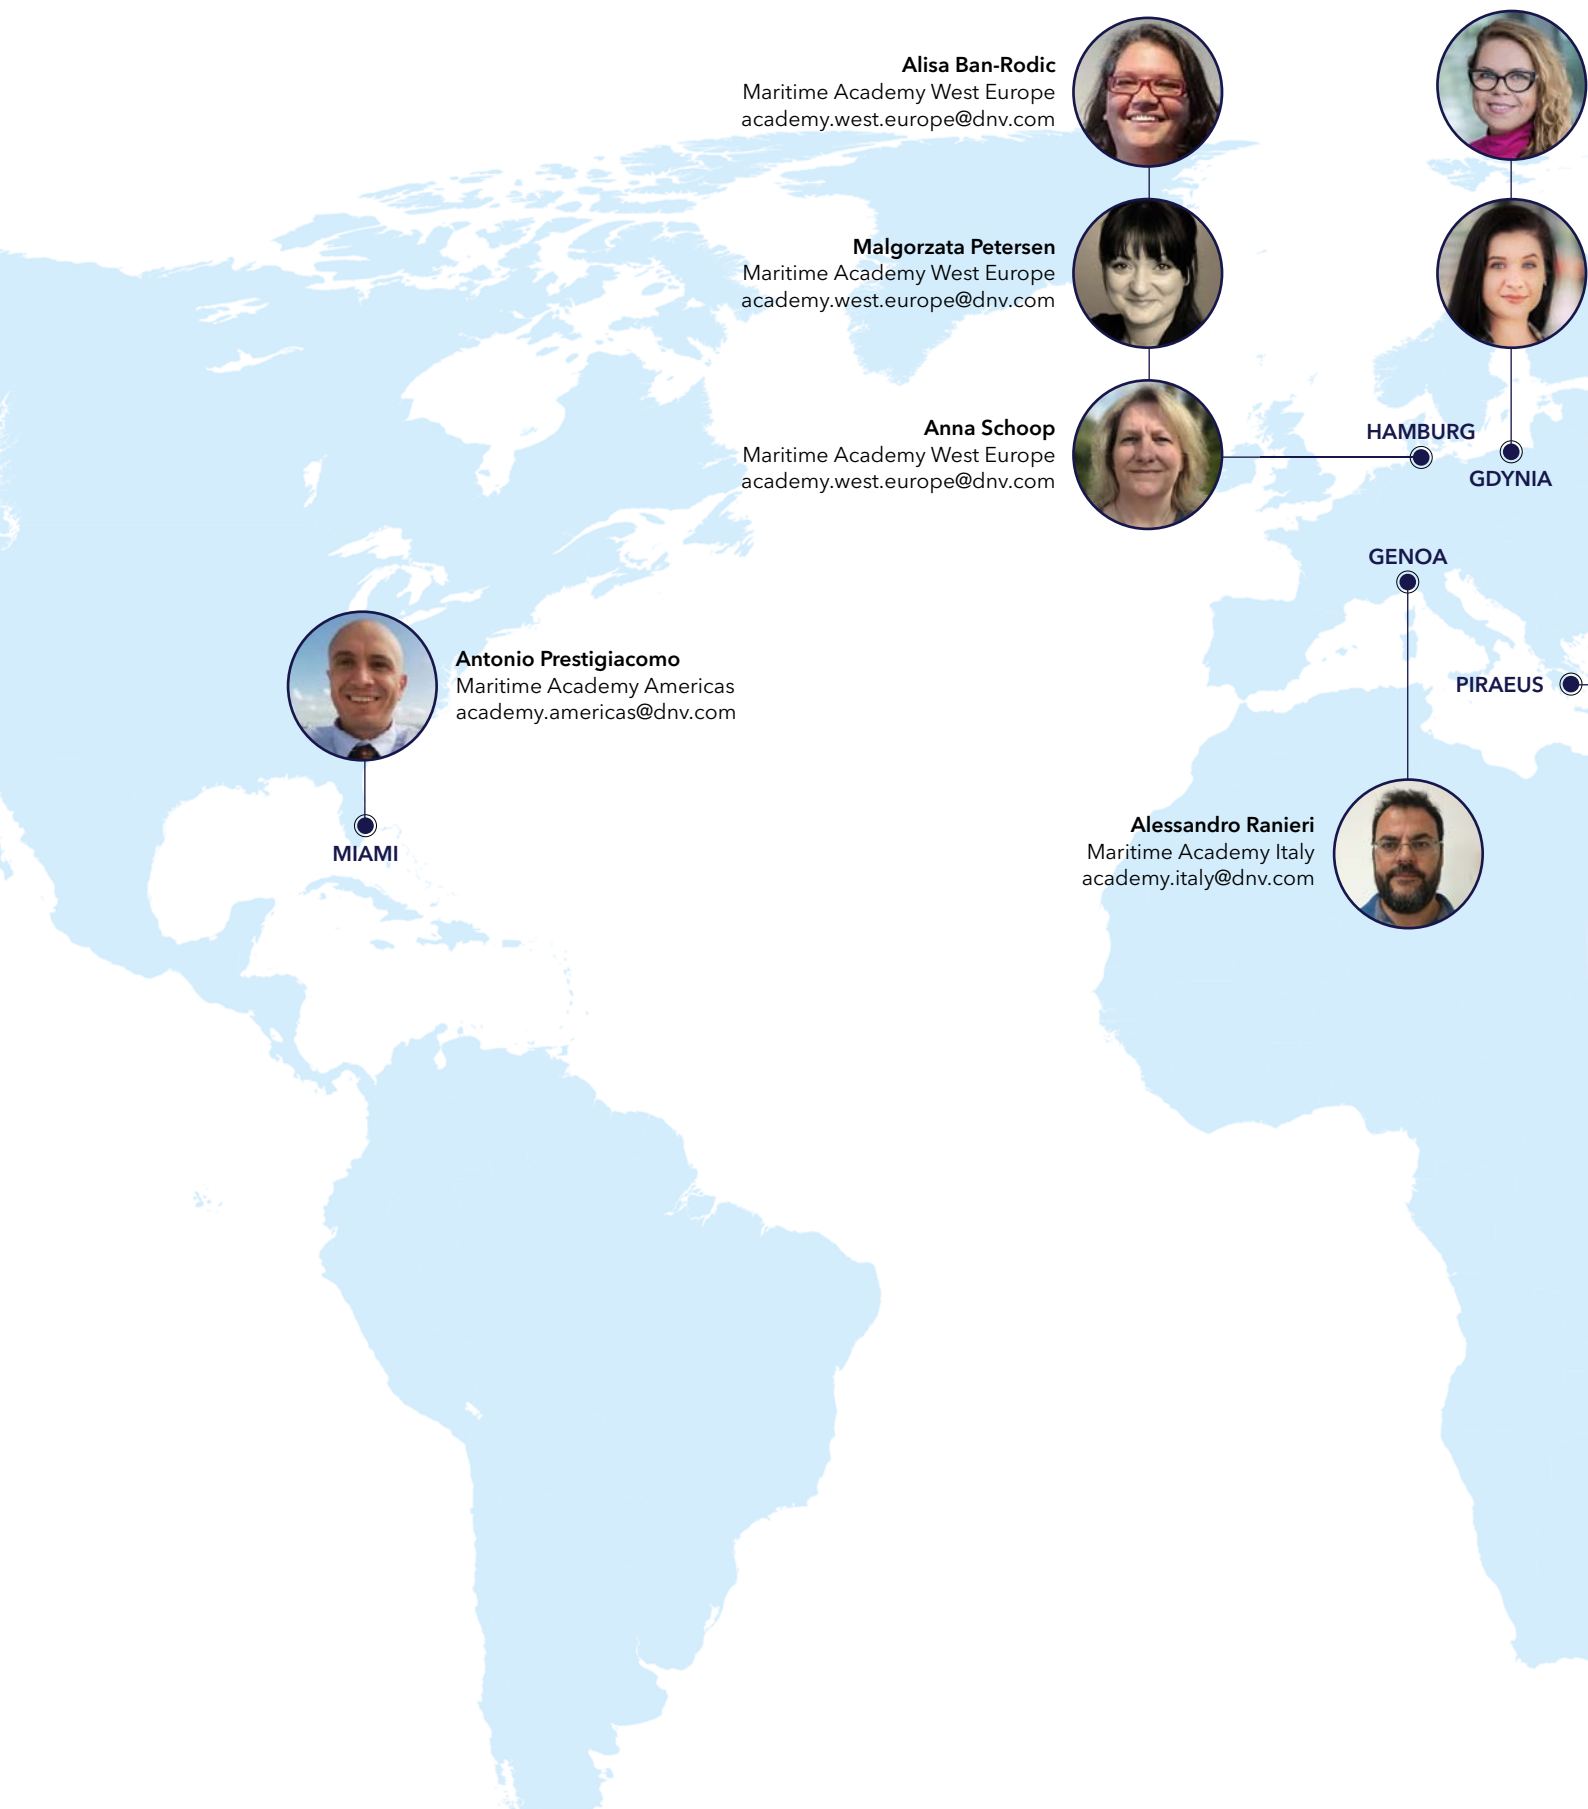 Alisa Ban-Rodic
Maritime Academy West Europe
academy.west.europe@dnv.com
Malgorzata Petersen
Maritime Academy West Europe
academy.west.europe@dnv.com
Anna Schoop
Maritime Academy West Europe
academy.west.europe@dnv.com
HAMBURG
GDYNIA
GENOA
PIRAEUS
Antonio Prestigiacomo
Maritime Academy Americas
academy.americas@dnv.com
MIAMI
Alessandro Ranieri
Maritime Academy Italy
academy.italy@dnv.com